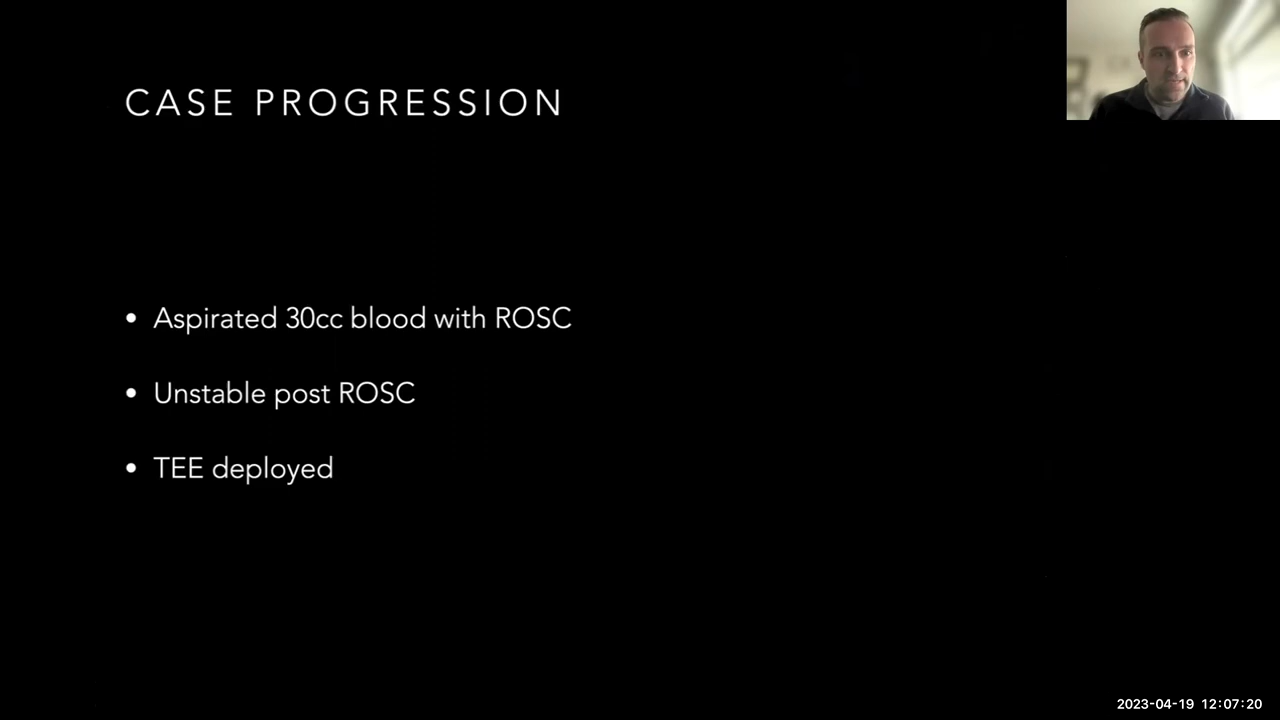 CASE PROGRESSION
• Aspirated 30cc blood with ROSC
• Unstable post ROSC
• TEE deployed
2023-04-19 12:07:20